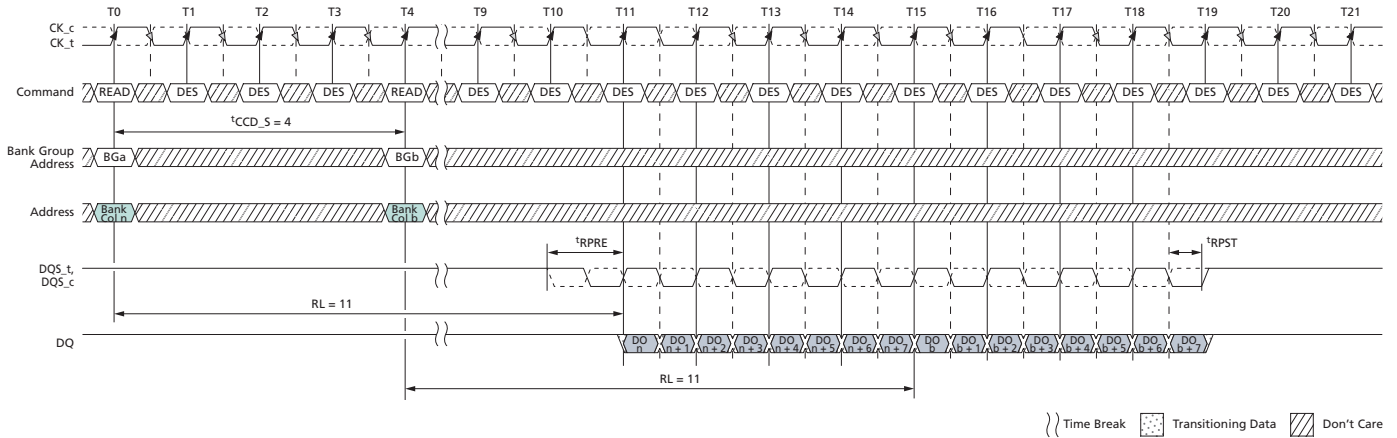 T0 T1 T2 T3 T4 T9 T10 T11 T12 T13 T14 T15 T16 T17 T18 T19 T20 T21
CK_c
CK_t
Command READ DES DES DES READ DES DES DES DES DES DES DES DES DES DES DES DES DES
tCCD_S = 4
Bank Group
Address
BGa BGb
Address
Bank
Col n
Bank
Col b
tRPRE tRPST
DQS_t,
DQS_c
RL = 11
DQ
DO
n
DO
n + 1
DO
n + 2
DO
n + 3
DO
n + 4
DO
n + 5
DO
n + 6
DO
n + 7
DO
b
DO
b + 1
DO
b + 2
DO
b + 3
DO
b + 4
DO
b + 5
DO
b + 6
DO
b + 7
RL = 11
Time Break Transitioning Data Don't Care